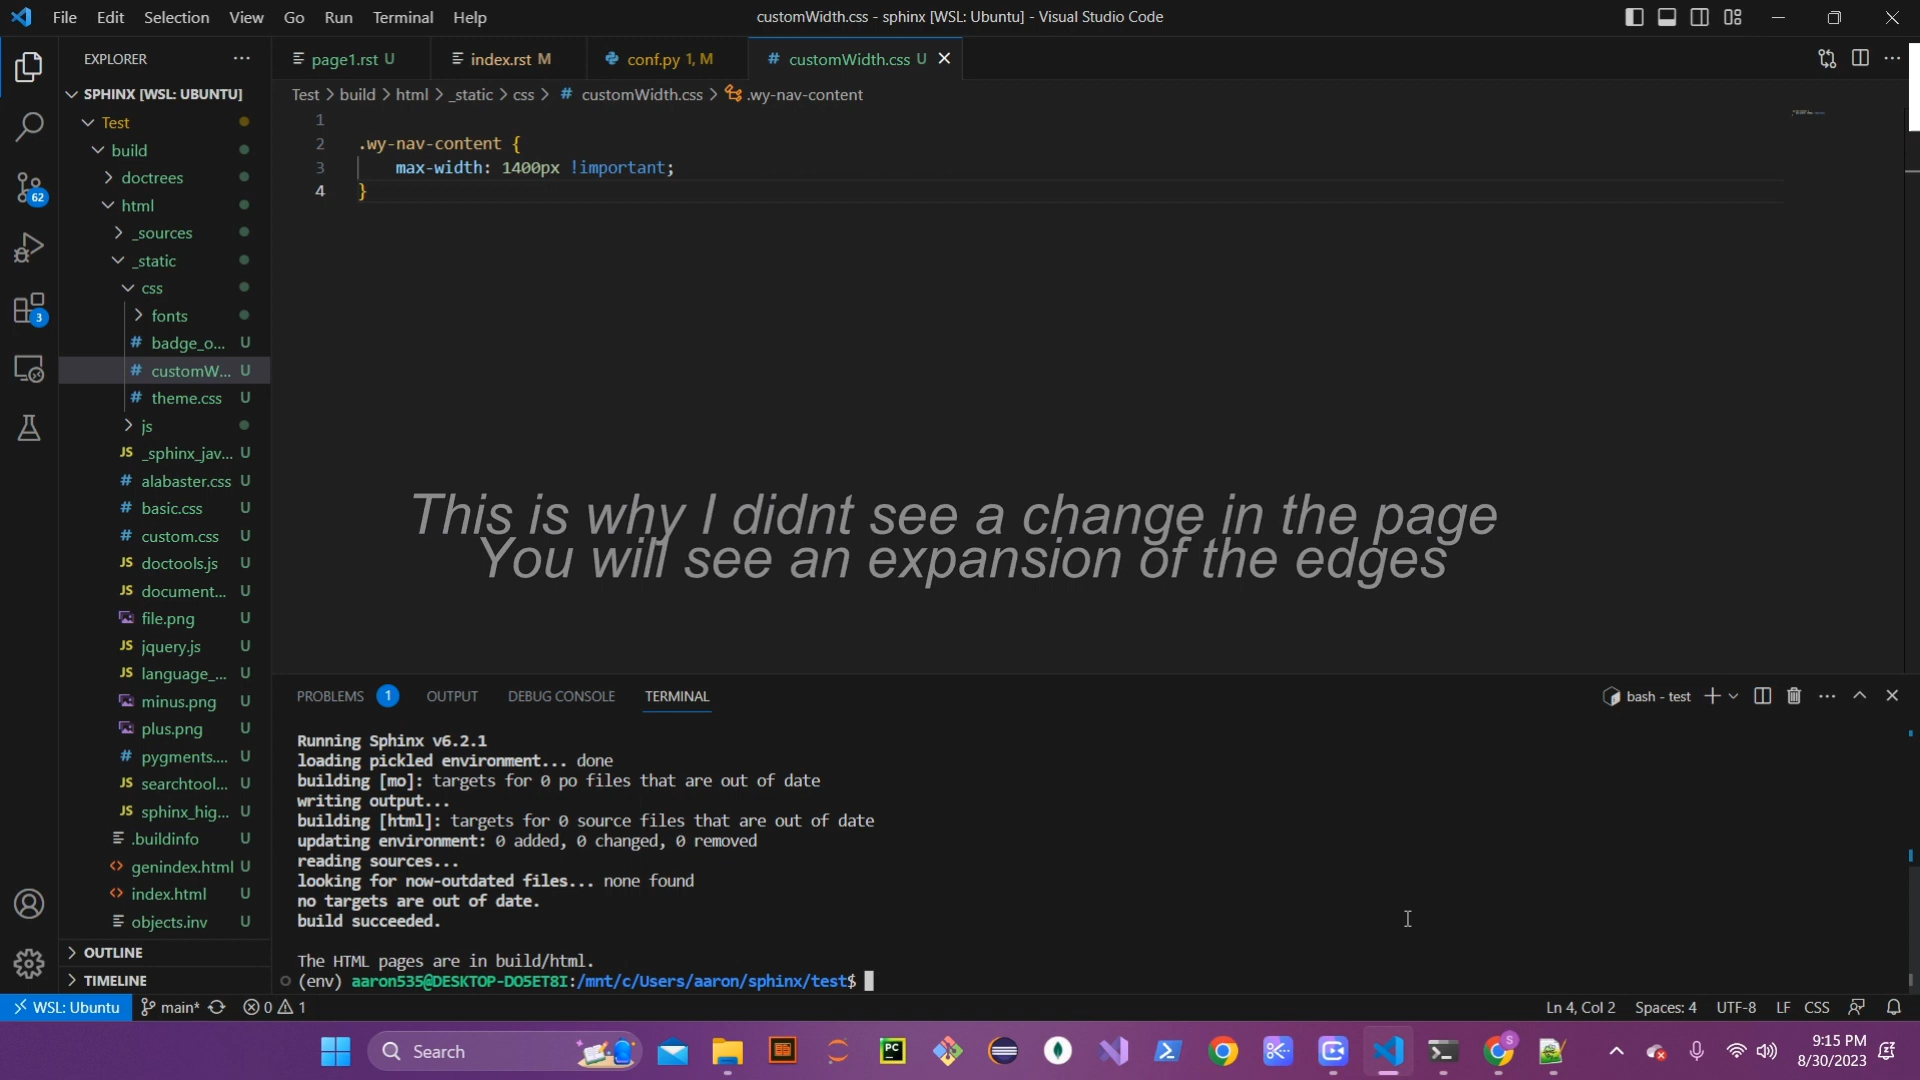 File Edit Selection View Go Run Terminal Help
customWidth.css - sphinx [WSL: Ubuntu] - Visual Studio Code
EXPLORER
page1.rst U
index.rst M
conf.py 1, M
# customWidth.css U
SPHINX [WSL: UBUNTU]
Test > build > html > _static > css > # customWidth.css > .wy-nav-content
Test
build
doctrees
html
_sources
_static
css
fonts
# badge_o... U
# customW... U
# theme.css U
js
JS _sphinx_jav... U
# alabaster.css U
# basic.css U
# custom.css U
JS doctools.js U
JS document... U
file.png U
JS jquery.js U
JS language_... U
minus.png U
plus.png U
# pygments.... U
JS searchtool... U
JS sphinx_hig... U
.buildinfo U
<> genindex.html U
<> index.html U
objects.inv U
OUTLINE
TIMELINE
62
3
1
2 .wy-nav-content {
3 max-width: 1400px !important;
4 }
This is why I didnt see a change in the page
You will see an expansion of the edges
PROBLEMS 1 OUTPUT DEBUG CONSOLE TERMINAL
bash - test
Running Sphinx v6.2.1
loading pickled environment... done
building [mo]: targets for 0 po files that are out of date
writing output...
building [html]: targets for 0 source files that are out of date
updating environment: 0 added, 0 changed, 0 removed
reading sources...
looking for now-outdated files... none found
no targets are out of date.
build succeeded.
The HTML pages are in build/html.
(env) aaron535@DESKTOP-DO5ET8I:/mnt/c/Users/aaron/sphinx/test$
WSL: Ubuntu main* 0 1
Ln 4, Col 2 Spaces: 4 UTF-8 LF CSS
Search
PC
S
9:15 PM
8/30/2023